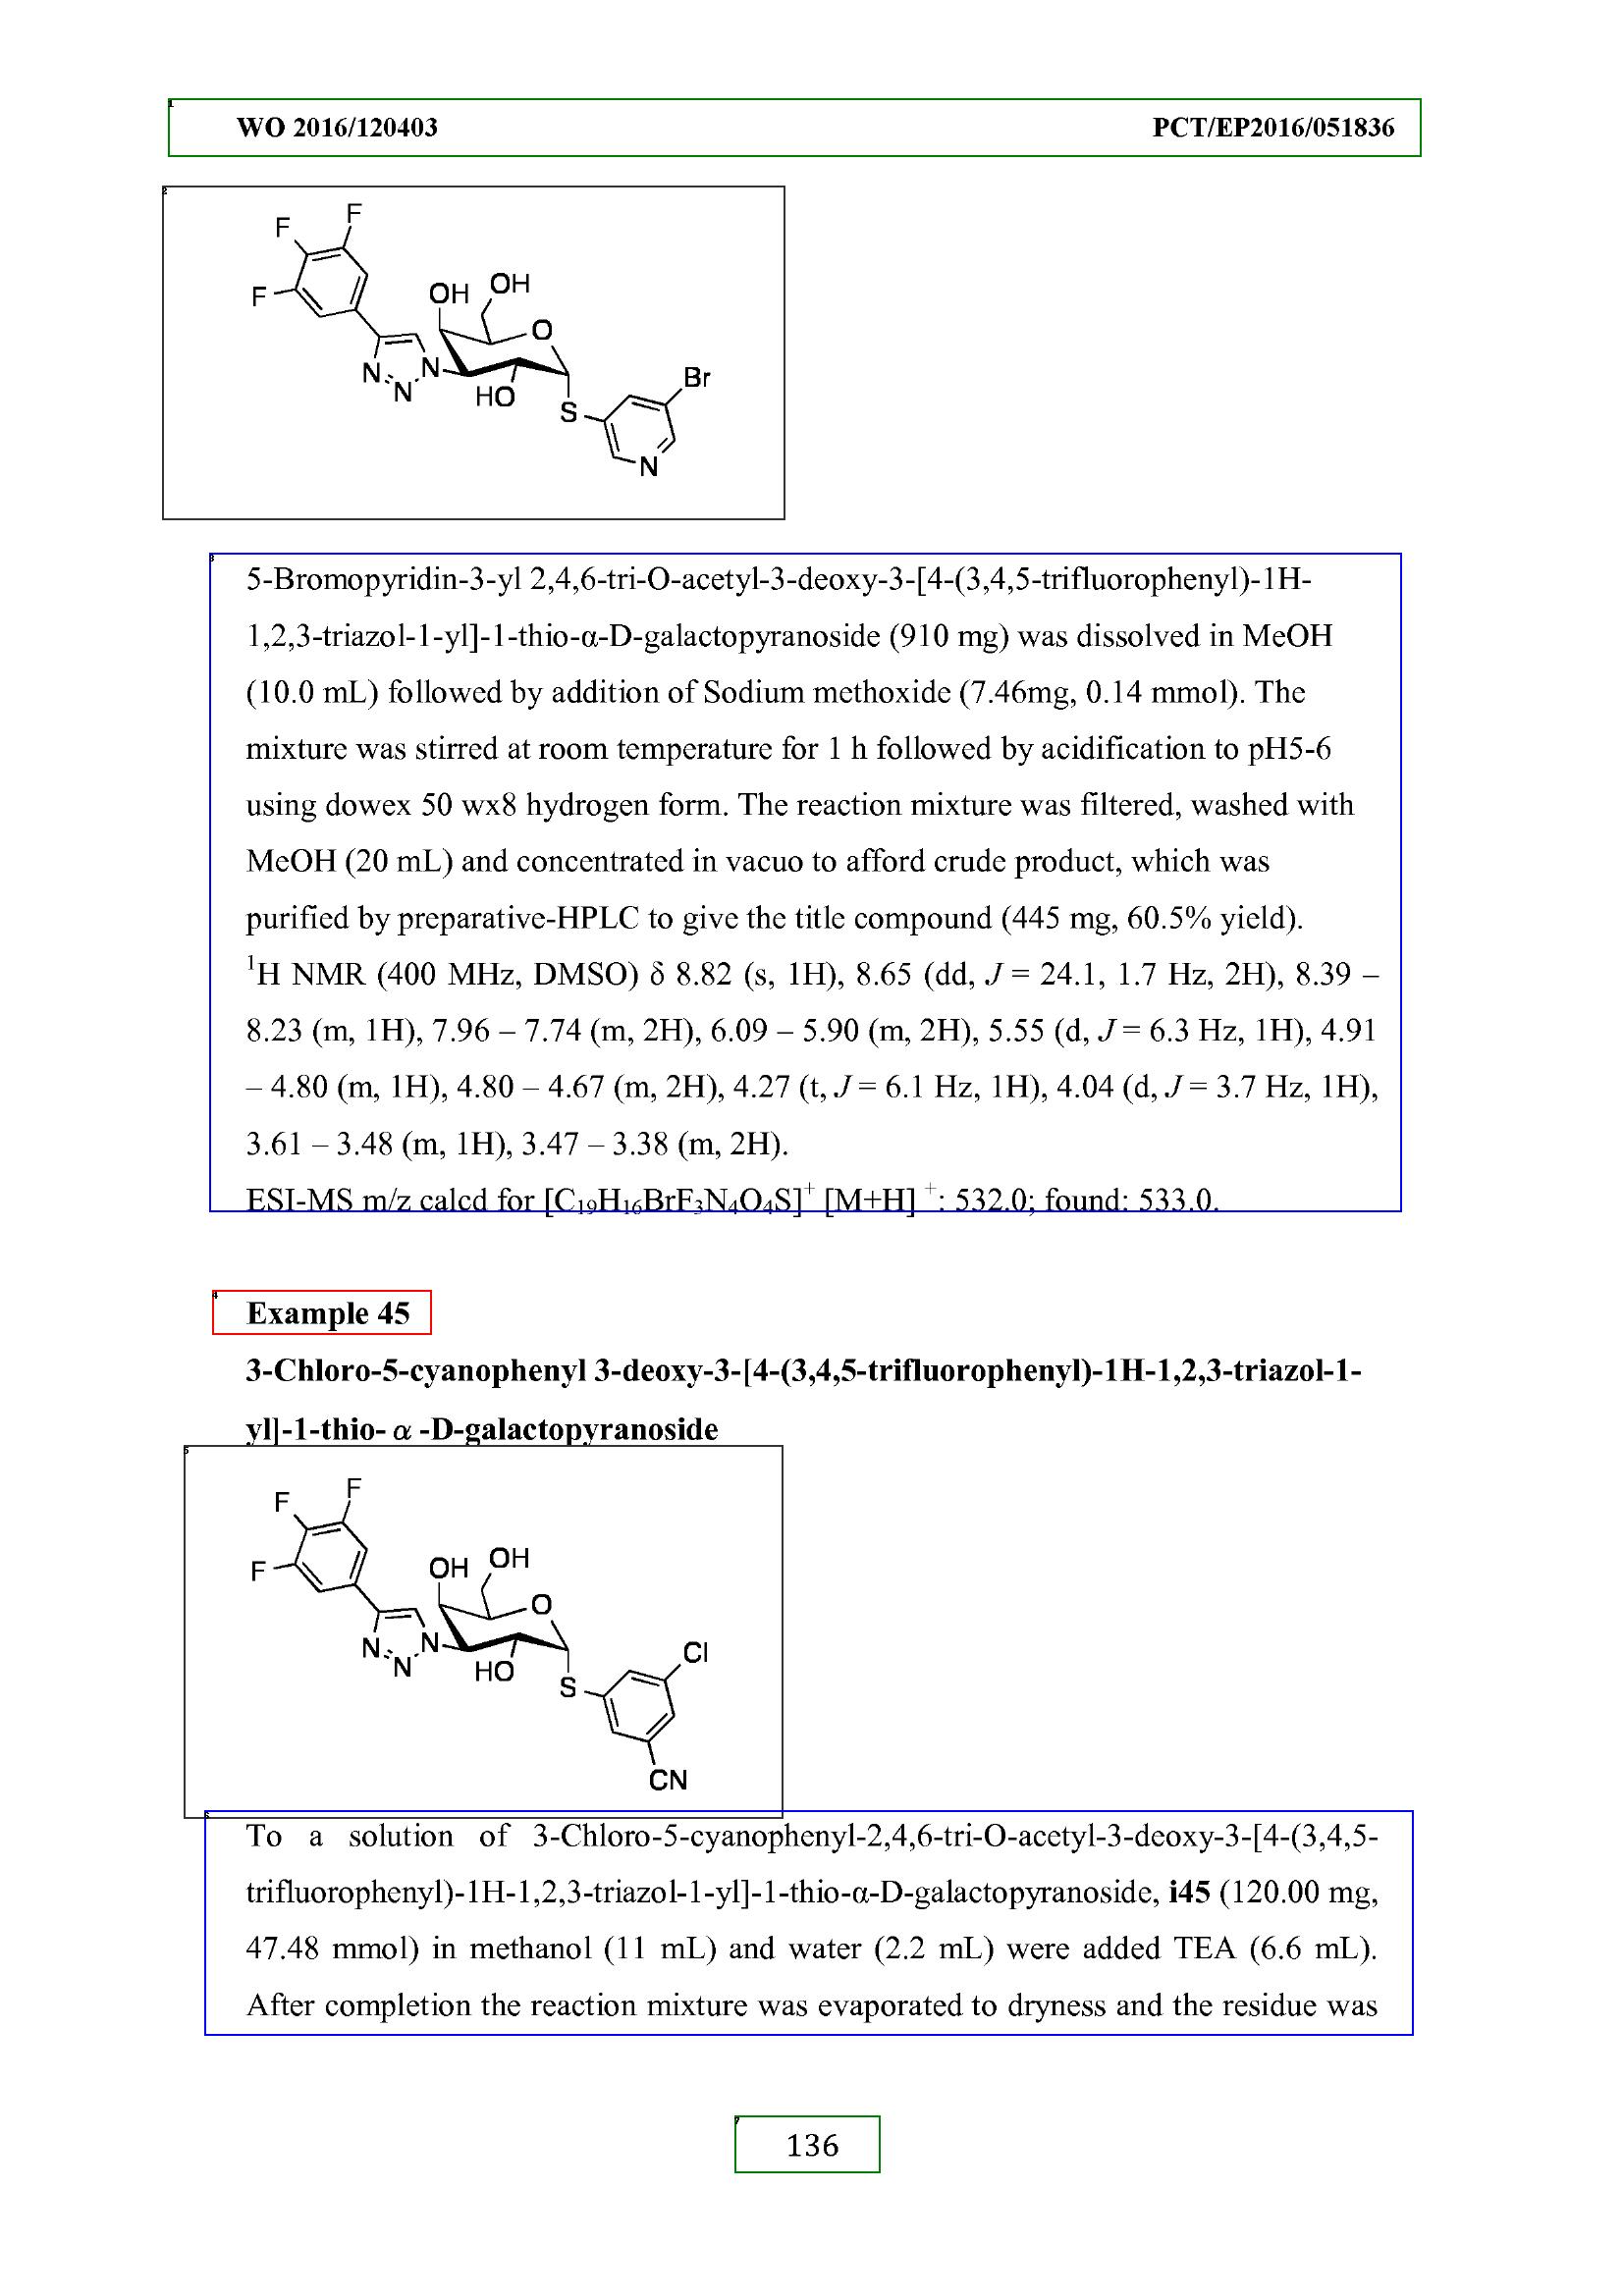 WO 2016/120403 PCT/EP2016/051836
F F
F
OH OH
O
N N N
HO
S
Br
N
5-Bromopyridin-3-yl 2,4,6-tri-O-acetyl-3-deoxy-3-[4-(3,4,5-trifluorophenyl)-1H-
1,2,3-triazol-1-yl]-1-thio-α-D-galactopyranoside (910 mg) was dissolved in MeOH
(10.0 mL) followed by addition of Sodium methoxide (7.46mg, 0.14 mmol). The
mixture was stirred at room temperature for 1 h followed by acidification to pH5-6
using dowex 50 wx8 hydrogen form. The reaction mixture was filtered, washed with
MeOH (20 mL) and concentrated in vacuo to afford crude product, which was
purified by preparative-HPLC to give the title compound (445 mg, 60.5% yield).
¹H NMR (400 MHz, DMSO) δ 8.82 (s, 1H), 8.65 (dd, J = 24.1, 1.7 Hz, 2H), 8.39 –
8.23 (m, 1H), 7.96 – 7.74 (m, 2H), 6.09 – 5.90 (m, 2H), 5.55 (d, J = 6.3 Hz, 1H), 4.91
– 4.80 (m, 1H), 4.80 – 4.67 (m, 2H), 4.27 (t, J = 6.1 Hz, 1H), 4.04 (d, J = 3.7 Hz, 1H),
3.61 – 3.48 (m, 1H), 3.47 – 3.38 (m, 2H).
ESI-MS m/z calcd for [C₁₉H₁₆BrF₃N₄O₄S]⁺ [M+H] ⁺: 532.0; found: 533.0.
Example 45
3-Chloro-5-cyanophenyl 3-deoxy-3-[4-(3,4,5-trifluorophenyl)-1H-1,2,3-triazol-1-
yl]-1-thio- α -D-galactopyranoside
F F
F
OH OH
O
N N N
HO
S
Cl
CN
To a solution of 3-Chloro-5-cyanophenyl-2,4,6-tri-O-acetyl-3-deoxy-3-[4-(3,4,5-
trifluorophenyl)-1H-1,2,3-triazol-1-yl]-1-thio-α-D-galactopyranoside, i45 (120.00 mg,
47.48 mmol) in methanol (11 mL) and water (2.2 mL) were added TEA (6.6 mL).
After completion the reaction mixture was evaporated to dryness and the residue was
136